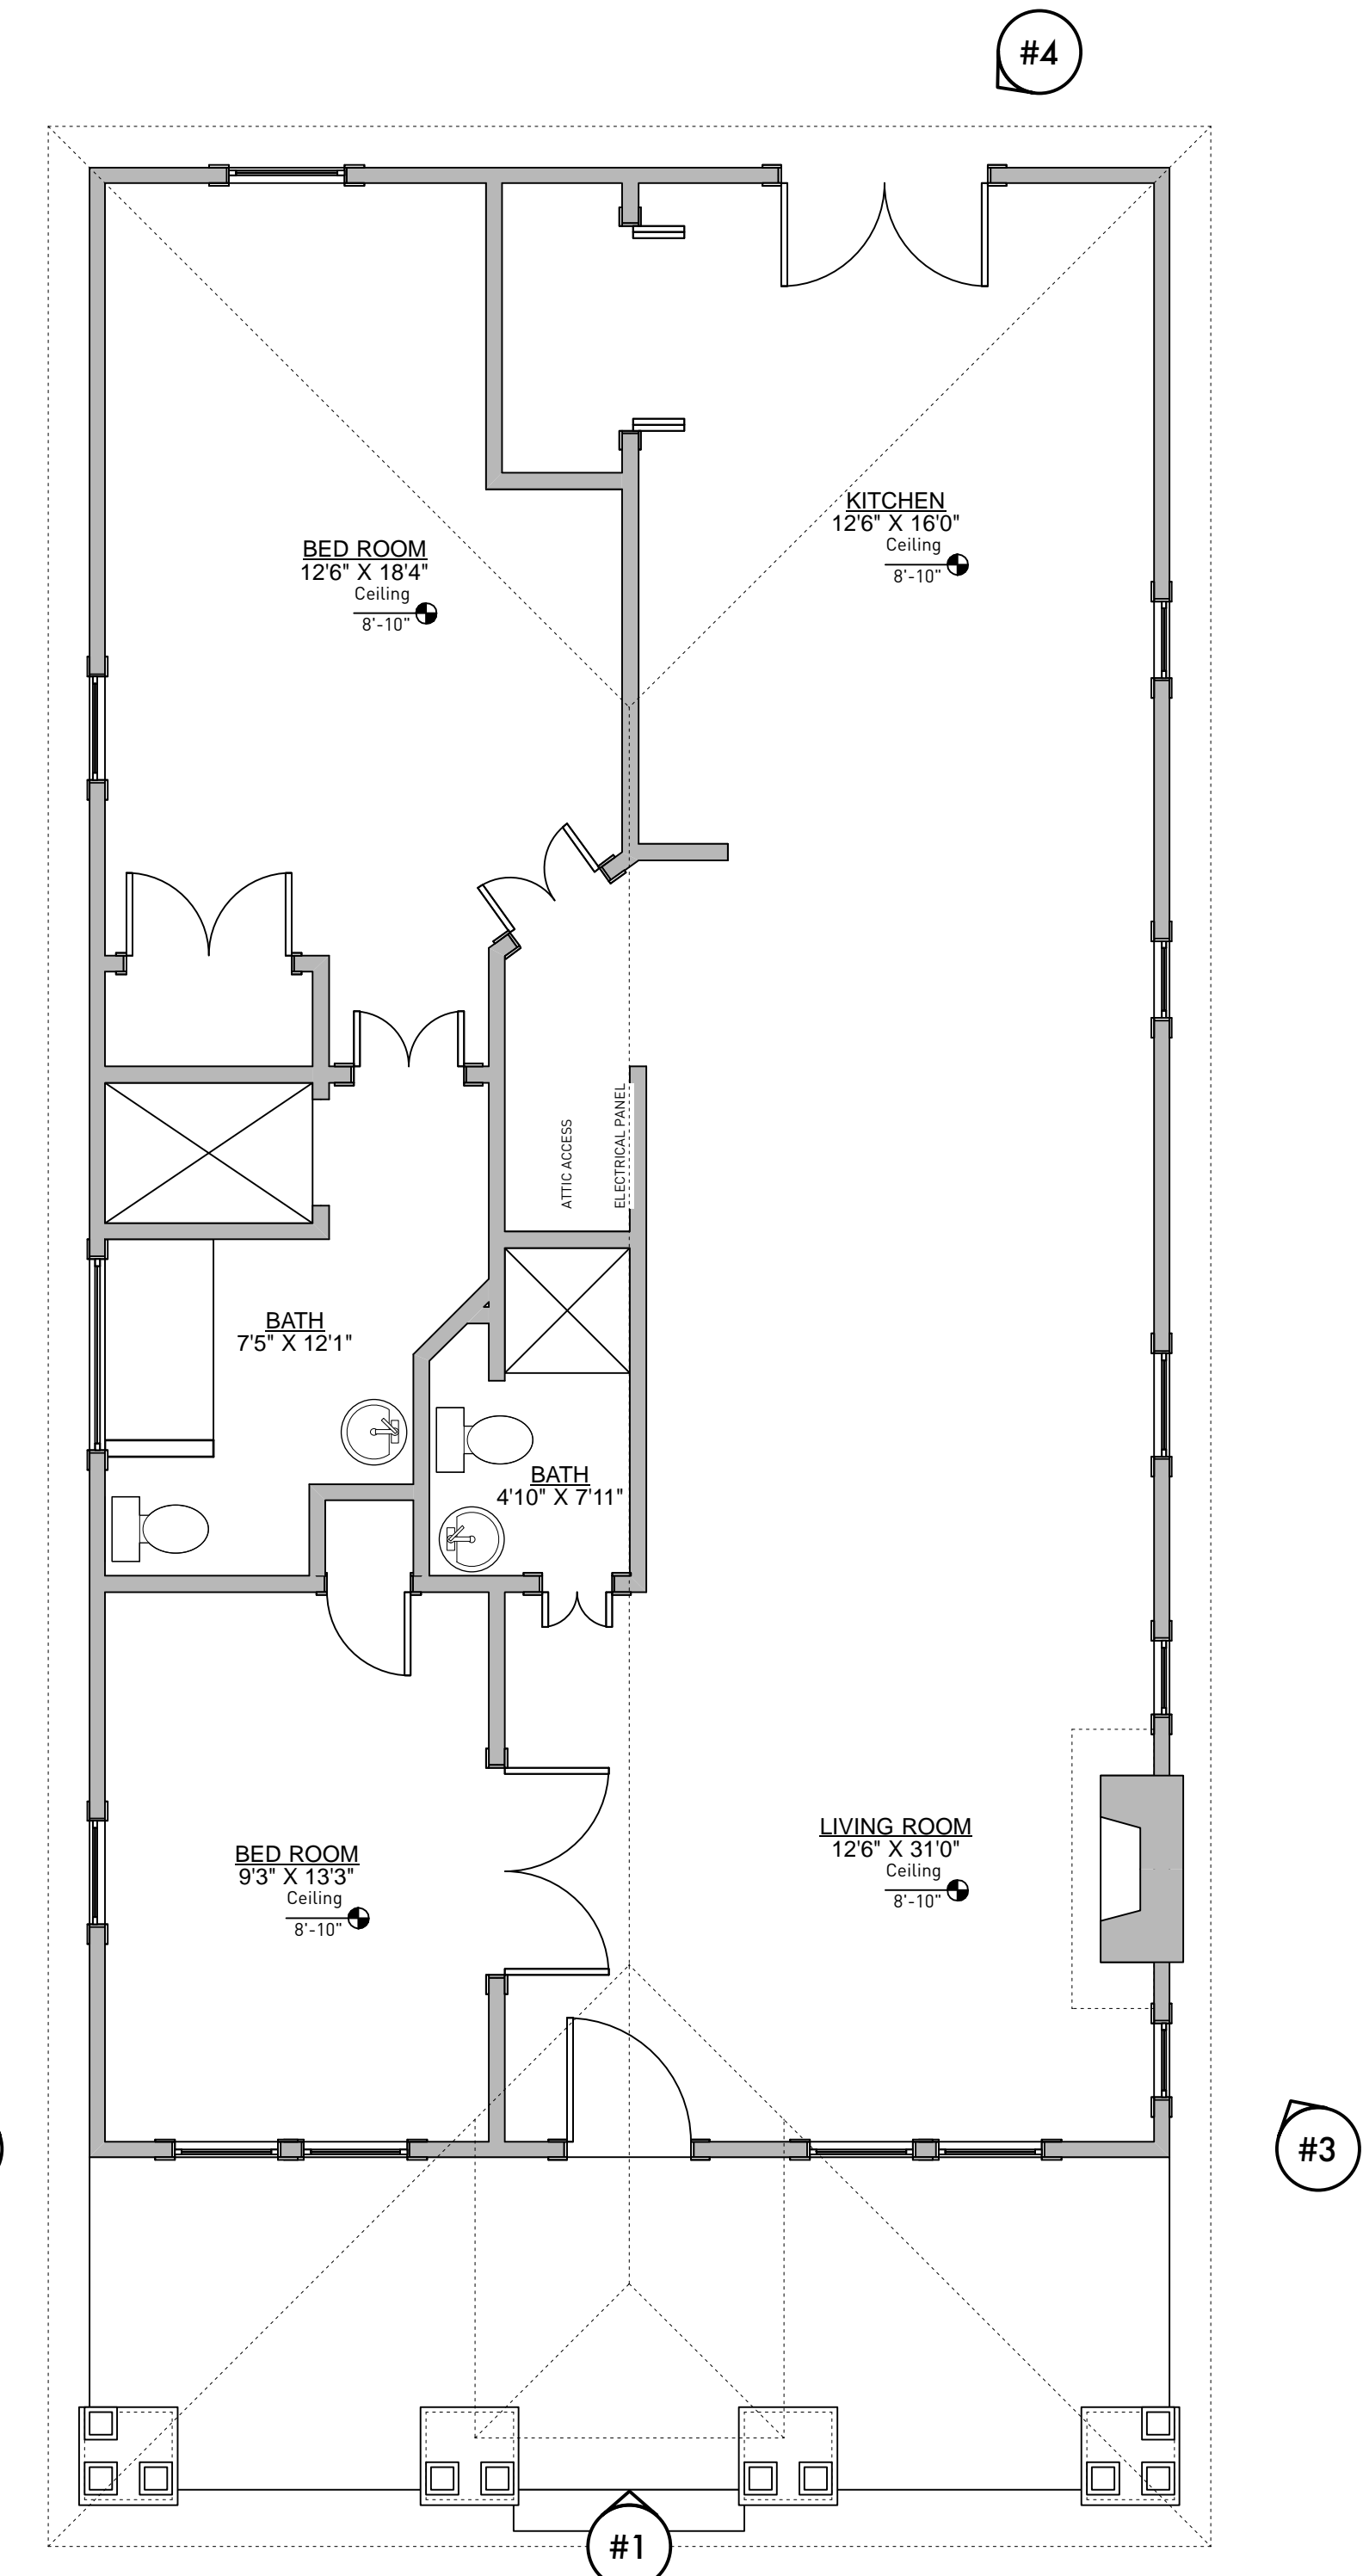 #4
KITCHEN
12'6" X 16'0"
Ceiling
8'-10"
BED ROOM
12'6" X 18'4"
Ceiling
8'-10"
ATTIC ACCESS
ELECTRICAL PANEL
BATH
7'5" X 12'1"
BATH
4'10" X 7'11"
LIVING ROOM
12'6" X 31'0"
Ceiling
8'-10"
BED ROOM
9'3" X 13'3"
Ceiling
8'-10"
#3
#1